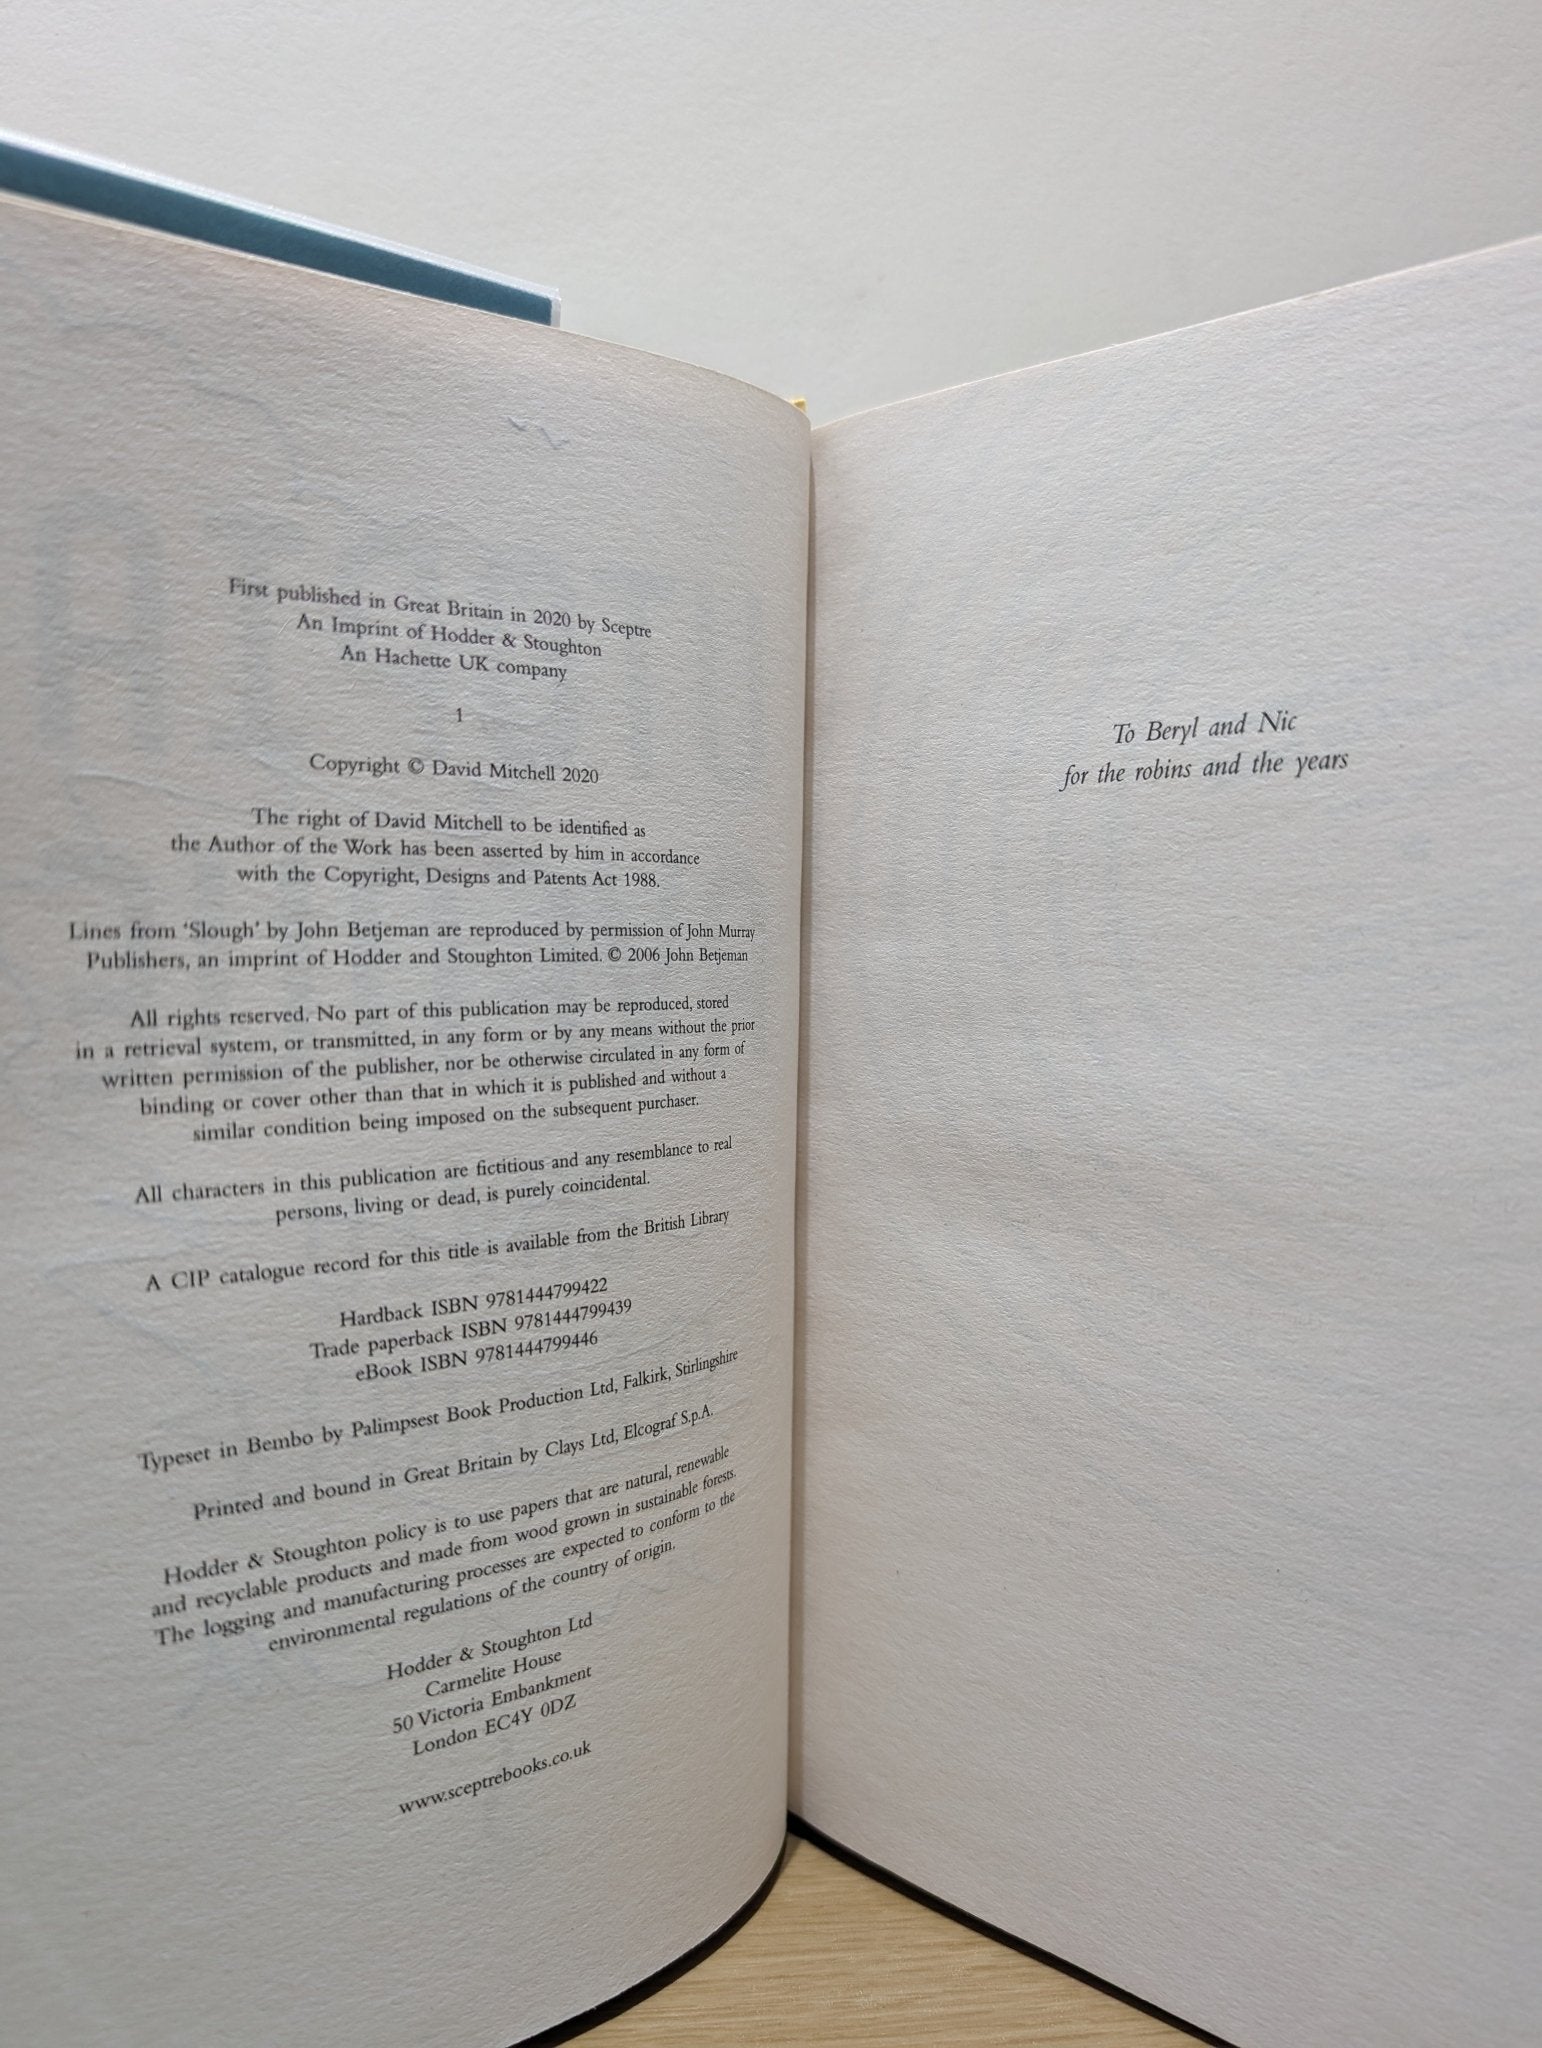 First published in Great Britain in 2020 by Sceptre
An Imprint of Hodder & Stoughton
An Hachette UK company
1
Copyright © David Mitchell 2020
The right of David Mitchell to be identified as
the Author of the Work has been asserted by him in accordance
with the Copyright, Designs and Patents Act 1988.
Lines from ‘Slough’ by John Betjeman are reproduced by permission of John Murray
Publishers, an imprint of Hodder and Stoughton Limited. © 2006 John Betjeman
All rights reserved. No part of this publication may be reproduced, stored
in a retrieval system, or transmitted, in any form or by any means without the prior
written permission of the publisher, nor be otherwise circulated in any form of
binding or cover other than that in which it is published and without a
similar condition being imposed on the subsequent purchaser.
All characters in this publication are fictitious and any resemblance to real
persons, living or dead, is purely coincidental.
A CIP catalogue record for this title is available from the British Library
Hardback ISBN 9781444799422
Trade paperback ISBN 9781444799439
eBook ISBN 9781444799446
Typeset in Bembo by Palimpsest Book Production Ltd, Falkirk, Stirlingshire
Printed and bound in Great Britain by Clays Ltd, Elcograf S.p.A.
Hodder & Stoughton policy is to use papers that are natural, renewable
and recyclable products and made from wood grown in sustainable forests.
The logging and manufacturing processes are expected to conform to the
environmental regulations of the country of origin.
Hodder & Stoughton Ltd
Carmelite House
50 Victoria Embankment
London EC4Y 0DZ
www.sceptrebooks.co.uk
To Beryl and Nic
for the robins and the years